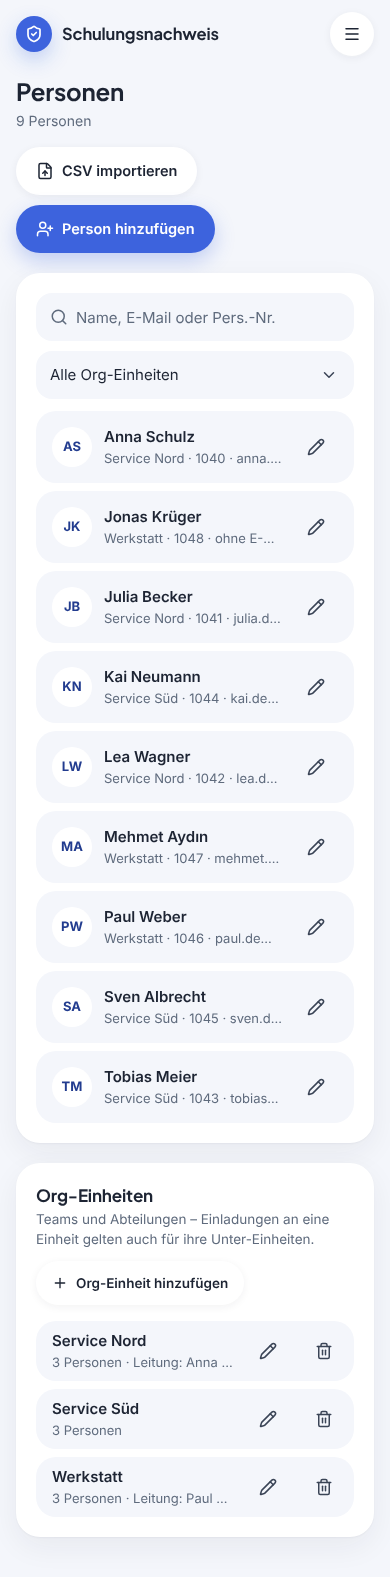 Schulungsnachweis
Personen
9 Personen
CSV importieren
Person hinzufügen
Name, E-Mail oder Pers.-Nr.
Alle Org-Einheiten
AS
Anna Schulz
Service Nord · 1040 · anna....
JK
Jonas Krüger
Werkstatt · 1048 · ohne E-...
JB
Julia Becker
Service Nord · 1041 · julia.d...
KN
Kai Neumann
Service Süd · 1044 · kai.de...
LW
Lea Wagner
Service Nord · 1042 · lea.d...
MA
Mehmet Aydın
Werkstatt · 1047 · mehmet....
PW
Paul Weber
Werkstatt · 1046 · paul.de...
SA
Sven Albrecht
Service Süd · 1045 · sven.d...
TM
Tobias Meier
Service Süd · 1043 · tobias...
Org-Einheiten
Teams und Abteilungen – Einladungen an eine
Einheit gelten auch für ihre Unter-Einheiten.
Org-Einheit hinzufügen
Service Nord
3 Personen · Leitung: Anna ...
Service Süd
3 Personen
Werkstatt
3 Personen · Leitung: Paul ...